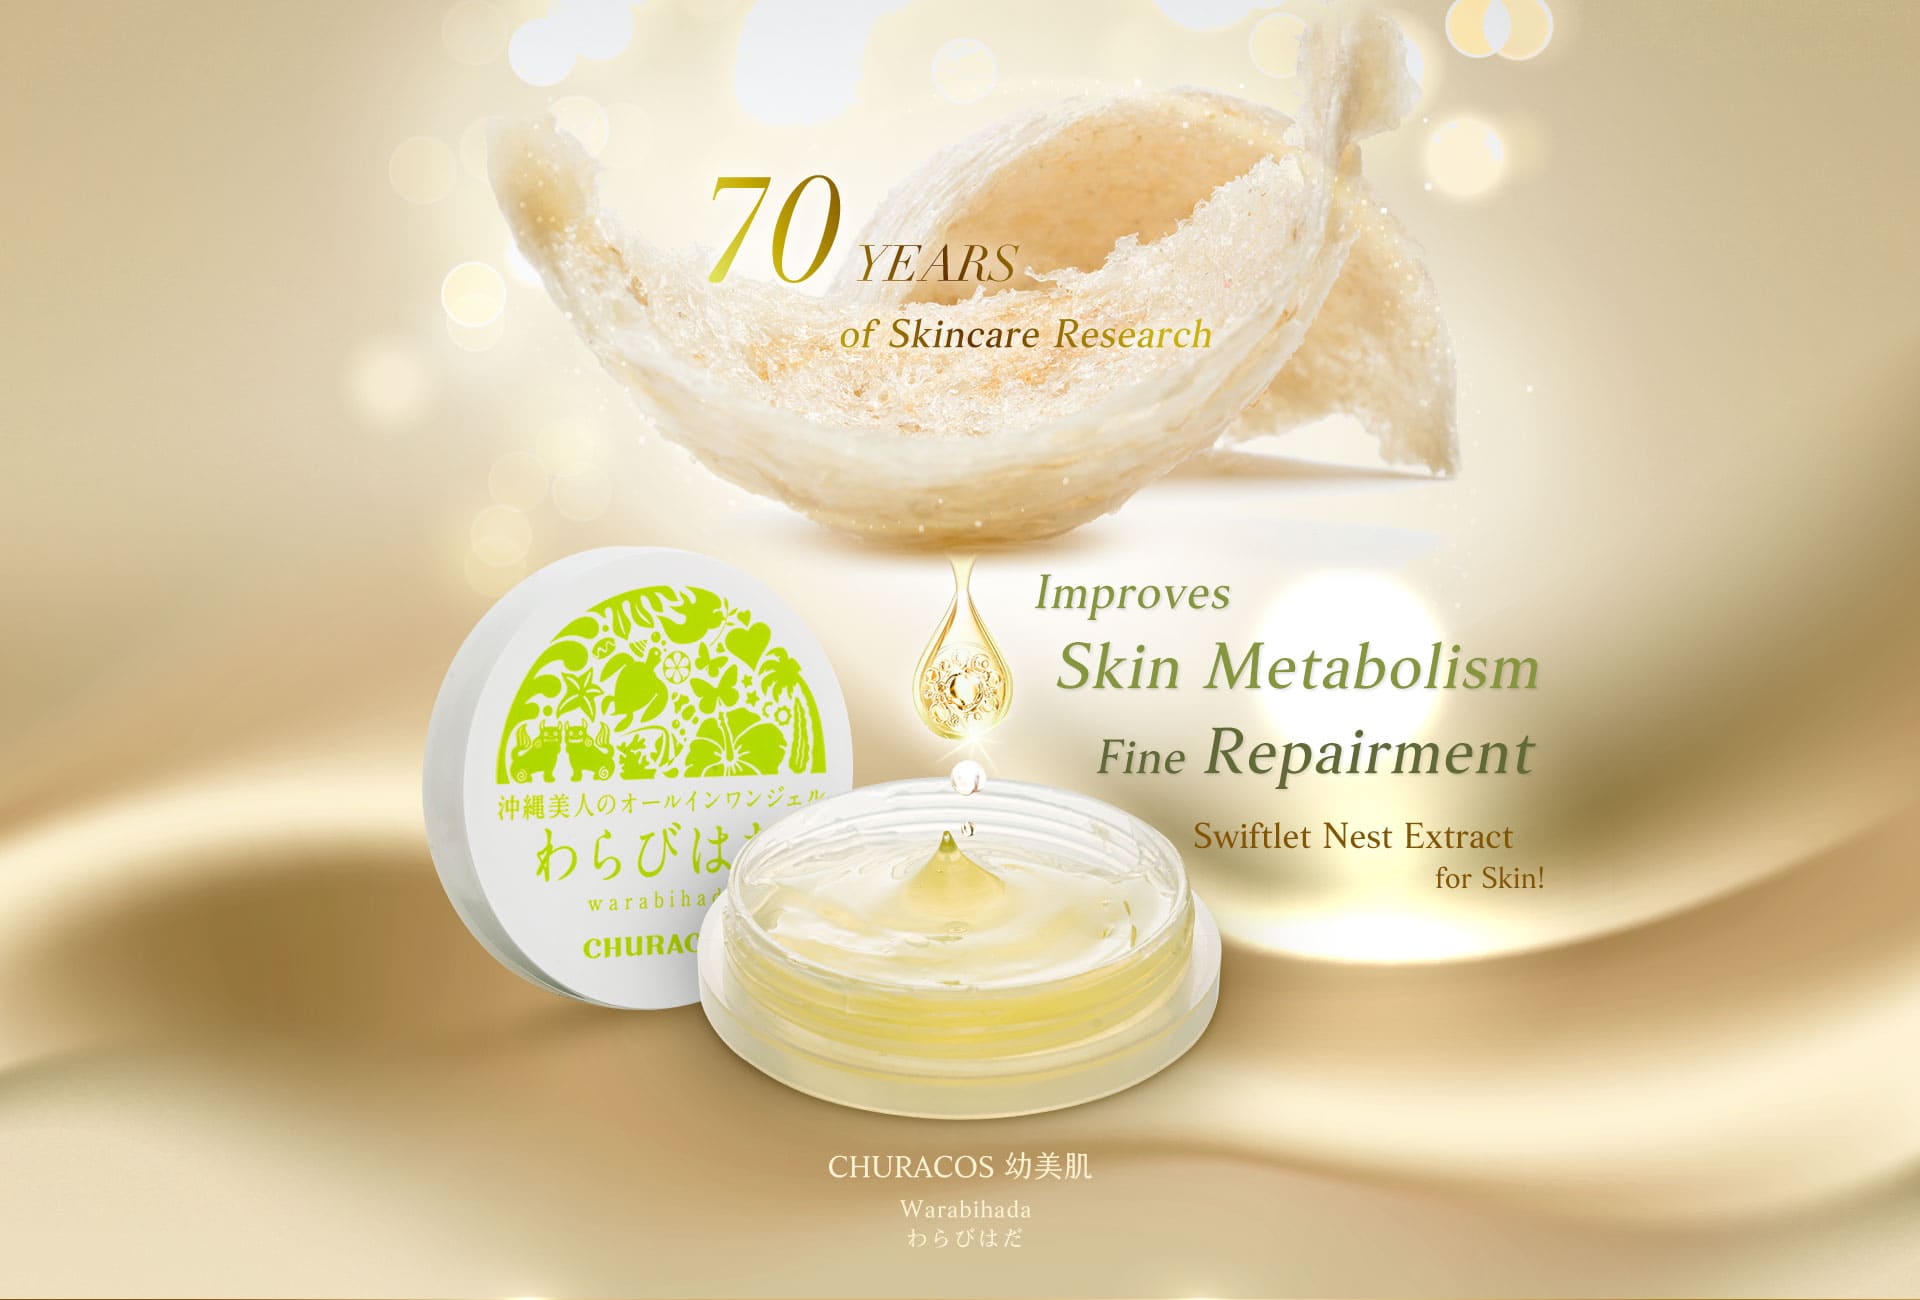 70 YEARS
of Skincare Research
Improves
Skin Metabolism
Fine Repairment
Swiftlet Nest Extract
for Skin!
沖縄美人のオールインワンジェル
わらびは
warabihad
CHURAC
CHURACOS 幼美肌
Warabihada
わらびはだ